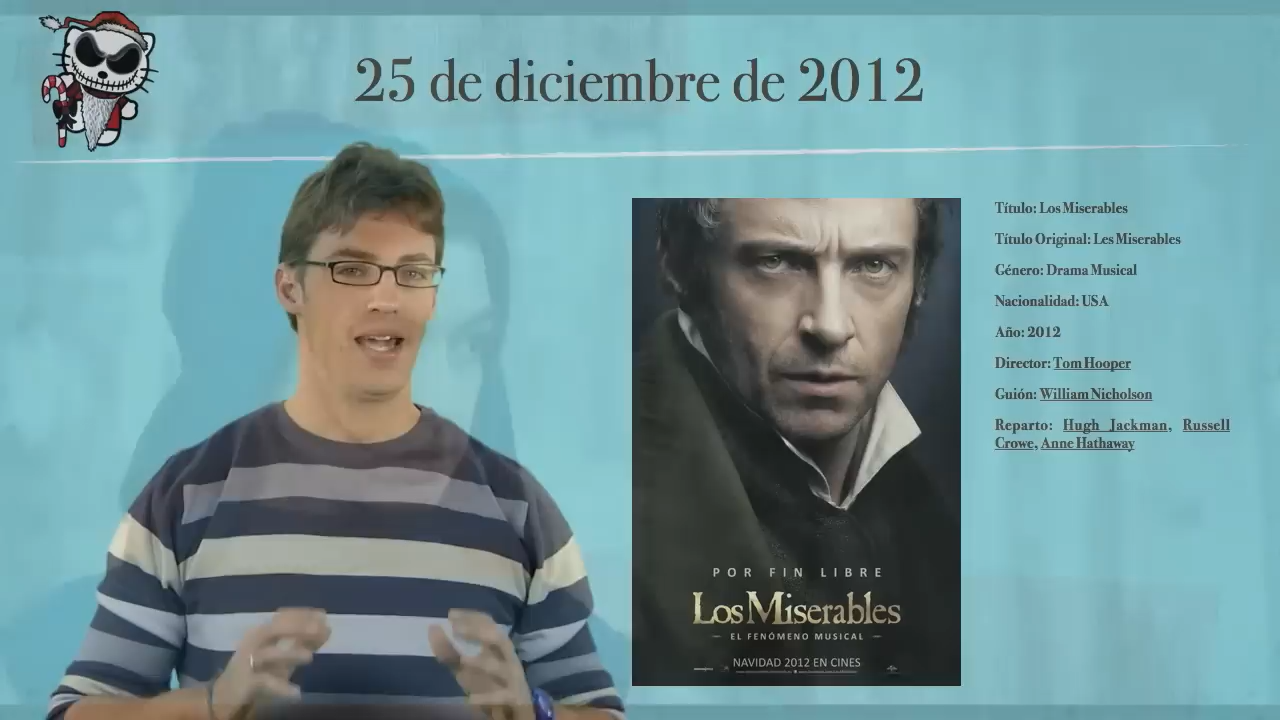 25 de diciembre de 2012
Título: Los Miserables
Título Original: Les Miserables
Género: Drama Musical
Nacionalidad: USA
Año: 2012
Director: Tom Hooper
Guión: William Nicholson
Reparto: Hugh Jackman, Russell
Crowe, Anne Hathaway
POR FIN LIBRE
Los Miserables
EL FENÓMENO MUSICAL
NAVIDAD 2012 EN CINES